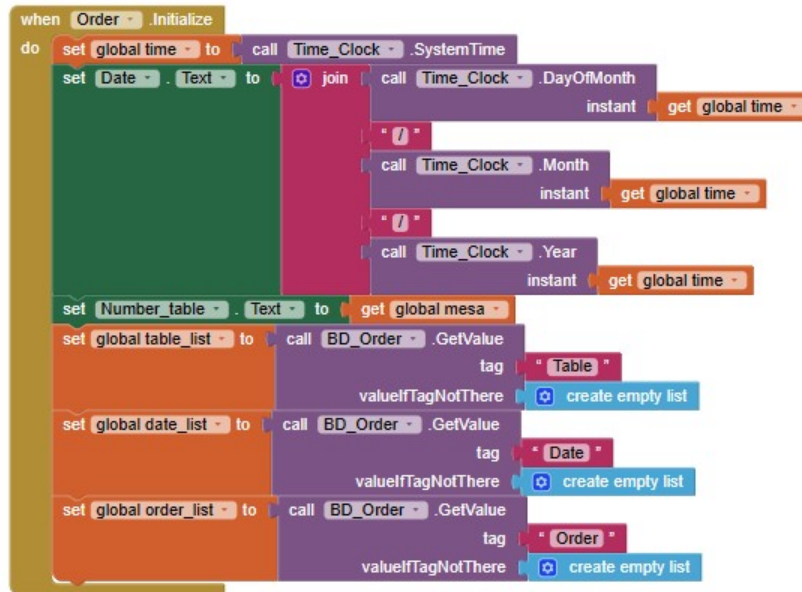 when Order .Initialize
do set global time to call Time_Clock .SystemTime
set Date . Text to join call Time_Clock .DayOfMonth
instant get global time
" / "
call Time_Clock .Month
instant get global time
" / "
call Time_Clock .Year
instant get global time
set Number_table . Text to get global mesa
set global table_list to call BD_Order .GetValue
tag " Table "
valueIfTagNotThere create empty list
set global date_list to call BD_Order .GetValue
tag " Date "
valueIfTagNotThere create empty list
set global order_list to call BD_Order .GetValue
tag " Order "
valueIfTagNotThere create empty list